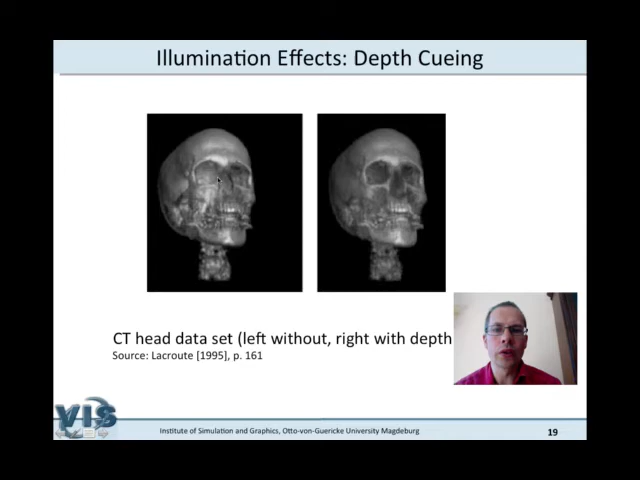 Illumination Effects: Depth Cueing
CT head data set (left without, right with depth
Source: Lacroute [1995], p. 161
VIS
Institute of Simulation and Graphics, Otto-von-Guericke University Magdeburg
19